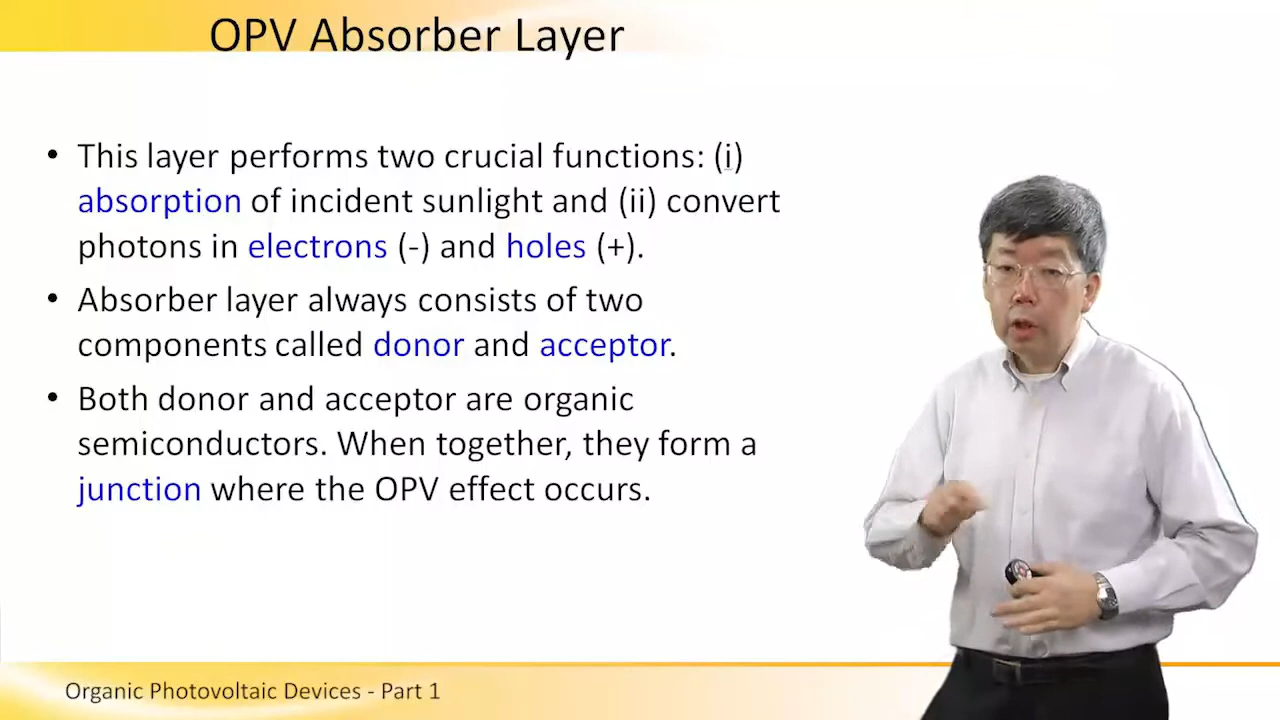 OPV Absorber Layer
• This layer performs two crucial functions: (i)
absorption of incident sunlight and (ii) convert
photons in electrons (-) and holes (+).
• Absorber layer always consists of two
components called donor and acceptor.
• Both donor and acceptor are organic
semiconductors. When together, they form a
junction where the OPV effect occurs.
Organic Photovoltaic Devices - Part 1